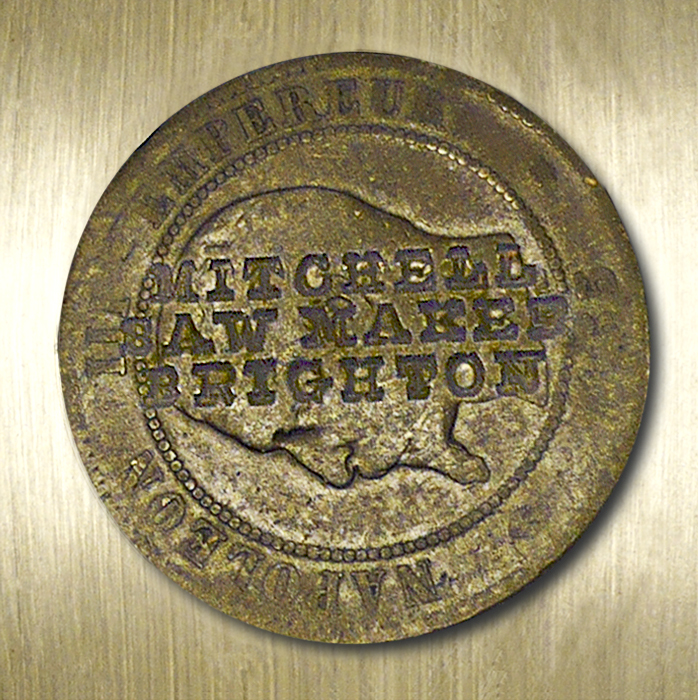 MITCHELL
SAW MAKER
BRIGHTON
NAPOLEON III EMPEREUR